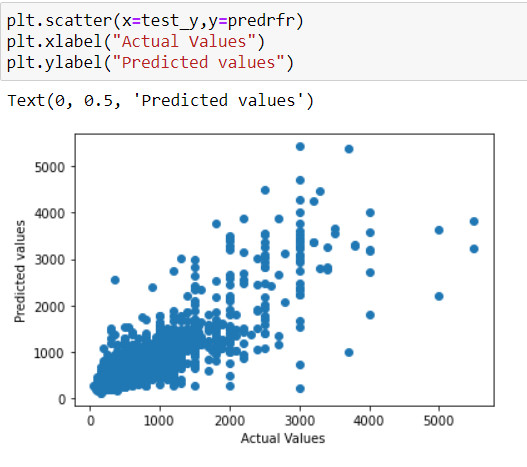 plt.scatter(x=test_y,y=predrfr)
plt.xlabel("Actual Values")
plt.ylabel("Predicted values")
Text(0, 0.5, 'Predicted values')
5000
4000
3000
2000
1000
0
Predicted values
0 1000 2000 3000 4000 5000
Actual Values